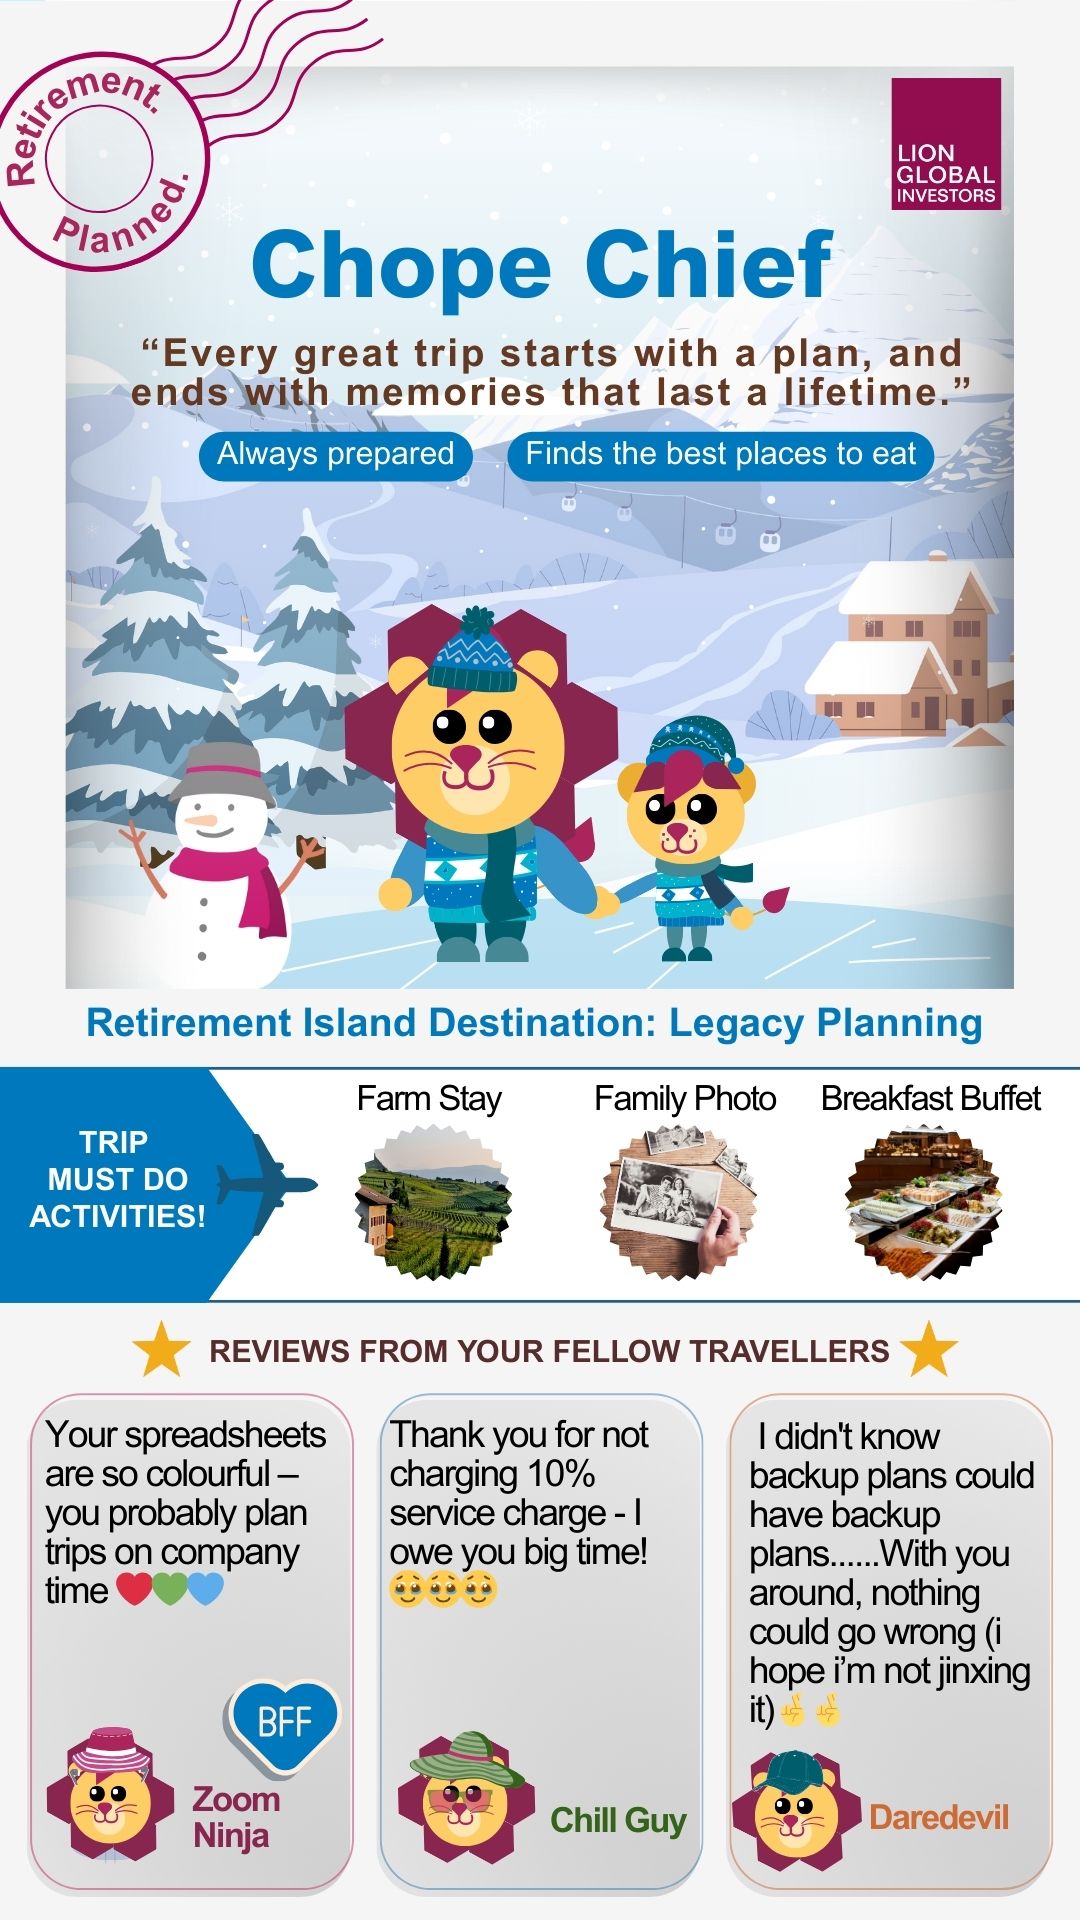 Retirement.
Planned.
LION
GLOBAL
INVESTORS
Chope Chief
“Every great trip starts with a plan, and
ends with memories that last a lifetime.”
Always prepared
Finds the best places to eat
Retirement Island Destination: Legacy Planning
TRIP
MUST DO
ACTIVITIES!
Farm Stay
Family Photo
Breakfast Buffet
REVIEWS FROM YOUR FELLOW TRAVELLERS
Your spreadsheets
are so colourful –
you probably plan
trips on company
time ❤️💚💙
BFF
Zoom
Ninja
Thank you for not
charging 10%
service charge - I
owe you big time!
🥹🥹🥹
Chill Guy
I didn't know
backup plans could
have backup
plans......With you
around, nothing
could go wrong (i
hope i’m not jinxing
it)🤞🤞
Daredevil